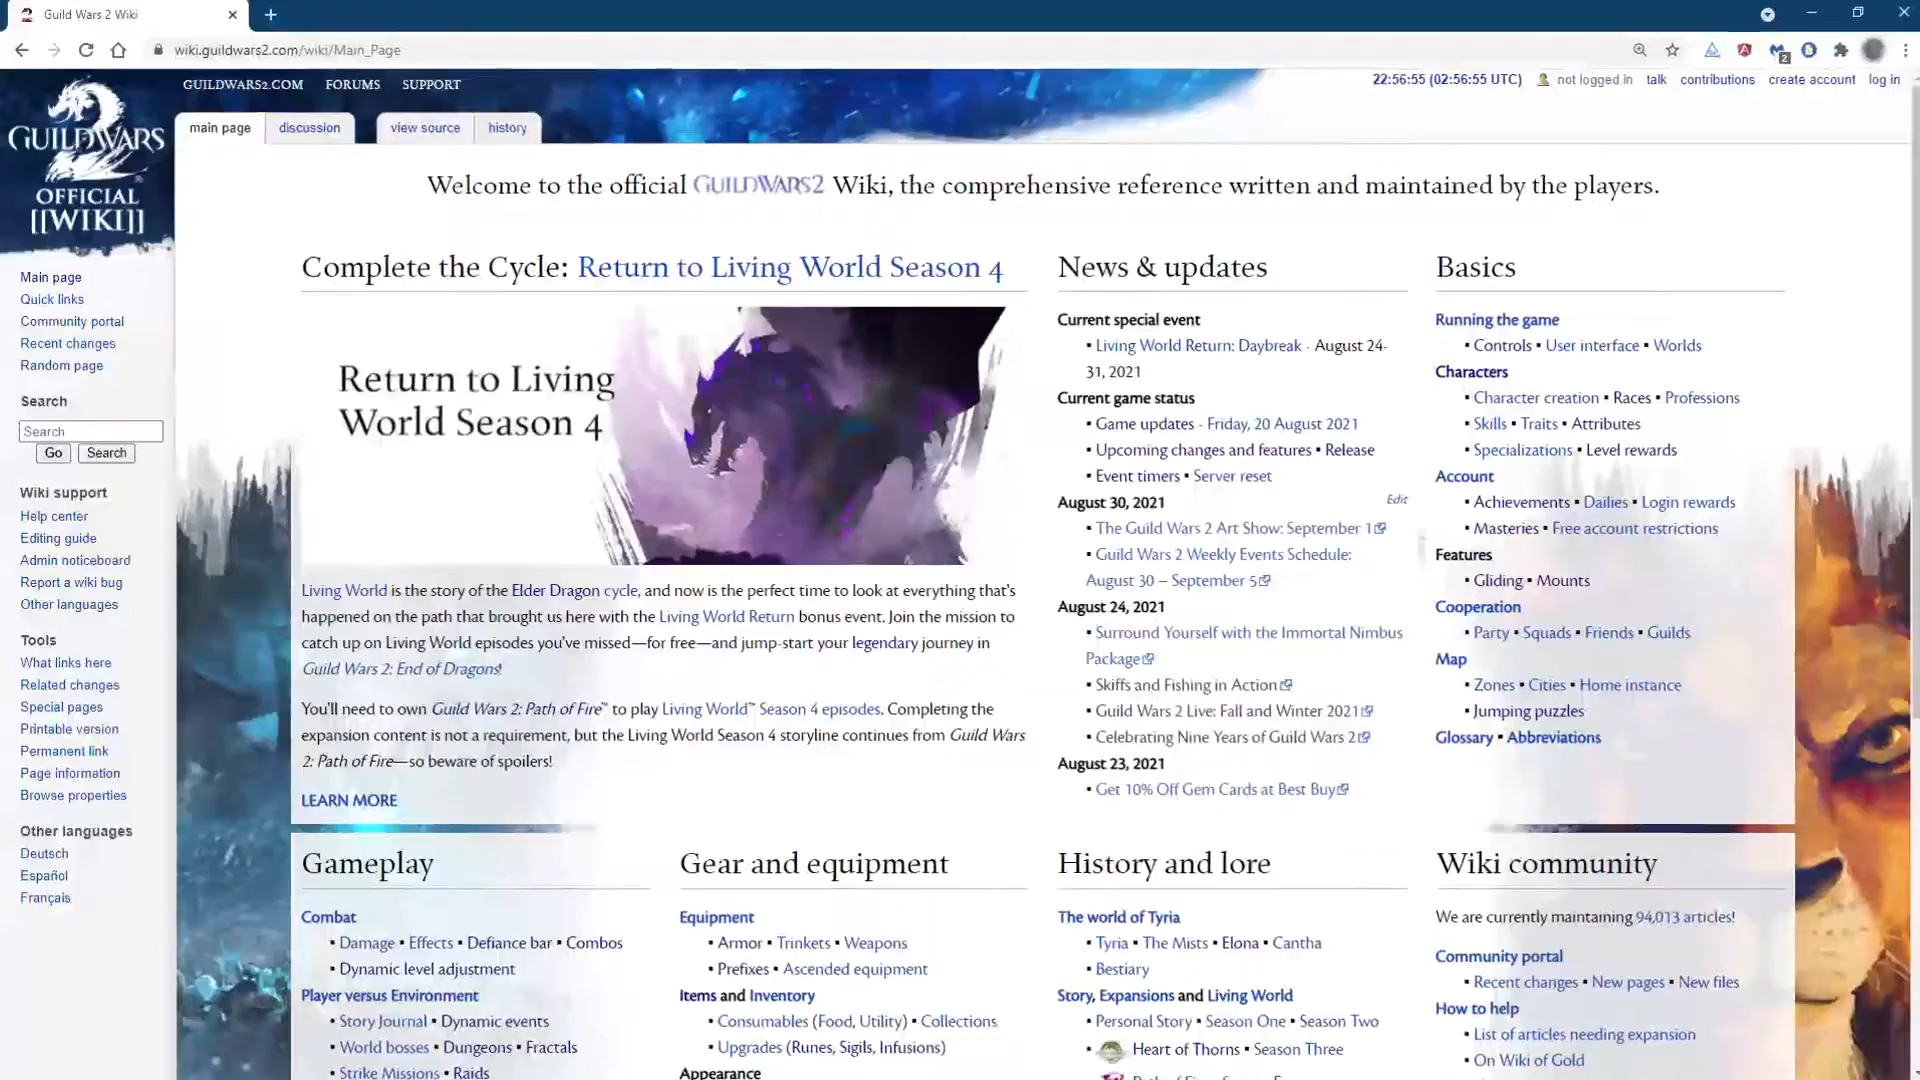 Guild Wars 2 Wiki
wiki.guildwars2.com/wiki/Main_Page
2
GUILDWARS2.COM FORUMS SUPPORT
22:56:55 (02:56:55 UTC) not logged in talk contributions create account log in
GUILDWARS
2
OFFICIAL
[[WIKI]]
main page discussion view source history
Welcome to the official GUILDWARS2 Wiki, the comprehensive reference written and maintained by the players.
Main page
Quick links
Community portal
Recent changes
Random page
Search
Search
Go Search
Wiki support
Help center
Editing guide
Admin noticeboard
Report a wiki bug
Other languages
Tools
What links here
Related changes
Special pages
Printable version
Permanent link
Page information
Browse properties
Other languages
Deutsch
Español
Français
Complete the Cycle: Return to Living World Season 4
Return to Living
World Season 4
Living World is the story of the Elder Dragon cycle, and now is the perfect time to look at everything that's
happened on the path that brought us here with the Living World Return bonus event. Join the mission to
catch up on Living World episodes you've missed—for free—and jump-start your legendary journey in
Guild Wars 2: End of Dragons!
You'll need to own Guild Wars 2: Path of Fire™ to play Living World™ Season 4 episodes. Completing the
expansion content is not a requirement, but the Living World Season 4 storyline continues from Guild Wars
2: Path of Fire—so beware of spoilers!
LEARN MORE
News & updates
Current special event
▪ Living World Return: Daybreak - August 24-
31, 2021
Current game status
▪ Game updates - Friday, 20 August 2021
▪ Upcoming changes and features ▪ Release
▪ Event timers ▪ Server reset
August 30, 2021 Edit
▪ The Guild Wars 2 Art Show: September 1
▪ Guild Wars 2 Weekly Events Schedule:
August 30 – September 5
August 24, 2021
▪ Surround Yourself with the Immortal Nimbus
Package
▪ Skiffs and Fishing in Action
▪ Guild Wars 2 Live: Fall and Winter 2021
▪ Celebrating Nine Years of Guild Wars 2
August 23, 2021
▪ Get 10% Off Gem Cards at Best Buy
Basics
Running the game
▪ Controls ▪ User interface ▪ Worlds
Characters
▪ Character creation ▪ Races ▪ Professions
▪ Skills ▪ Traits ▪ Attributes
▪ Specializations ▪ Level rewards
Account
▪ Achievements ▪ Dailies ▪ Login rewards
▪ Masteries ▪ Free account restrictions
Features
▪ Gliding ▪ Mounts
Cooperation
▪ Party ▪ Squads ▪ Friends ▪ Guilds
Map
▪ Zones ▪ Cities ▪ Home instance
▪ Jumping puzzles
Glossary ▪ Abbreviations
Gameplay
Combat
▪ Damage ▪ Effects ▪ Defiance bar ▪ Combos
▪ Dynamic level adjustment
Player versus Environment
▪ Story Journal ▪ Dynamic events
▪ World bosses ▪ Dungeons ▪ Fractals
▪ Strike Missions ▪ Raids
Gear and equipment
Equipment
▪ Armor ▪ Trinkets ▪ Weapons
▪ Prefixes ▪ Ascended equipment
Items and Inventory
▪ Consumables (Food, Utility) ▪ Collections
▪ Upgrades (Runes, Sigils, Infusions)
Appearance
History and lore
The world of Tyria
▪ Tyria ▪ The Mists ▪ Elona ▪ Cantha
▪ Bestiary
Story, Expansions and Living World
▪ Personal Story ▪ Season One ▪ Season Two
▪ Heart of Thorns ▪ Season Three
Wiki community
We are currently maintaining 94,013 articles!
Community portal
▪ Recent changes ▪ New pages ▪ New files
How to help
▪ List of articles needing expansion
▪ On Wiki of Gold